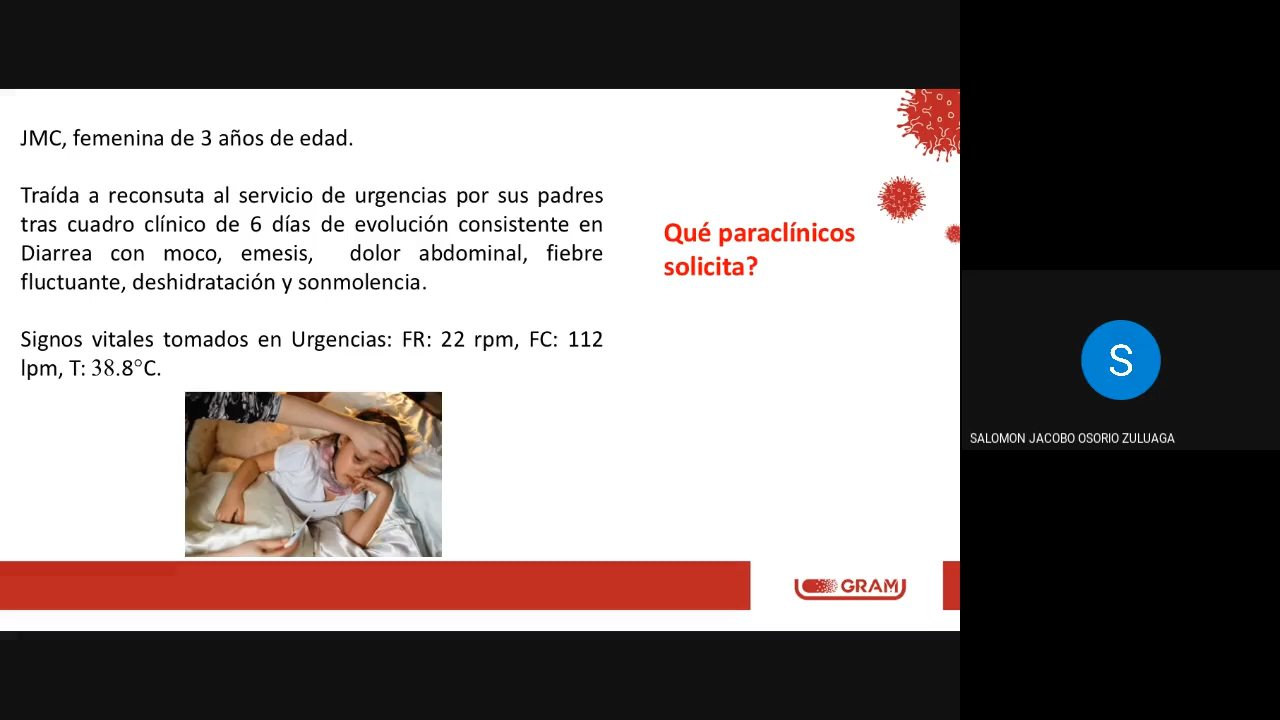 JMC, femenina de 3 años de edad.
Traída a reconsuta al servicio de urgencias por sus padres
tras cuadro clínico de 6 días de evolución consistente en
Diarrea con moco, emesis, dolor abdominal, fiebre
fluctuante, deshidratación y sonmolencia.
Signos vitales tomados en Urgencias: FR: 22 rpm, FC: 112
lpm, T: 38.8°C.
Qué paraclínicos
solicita?
GRAM
S
SALOMON JACOBO OSORIO ZULUAGA